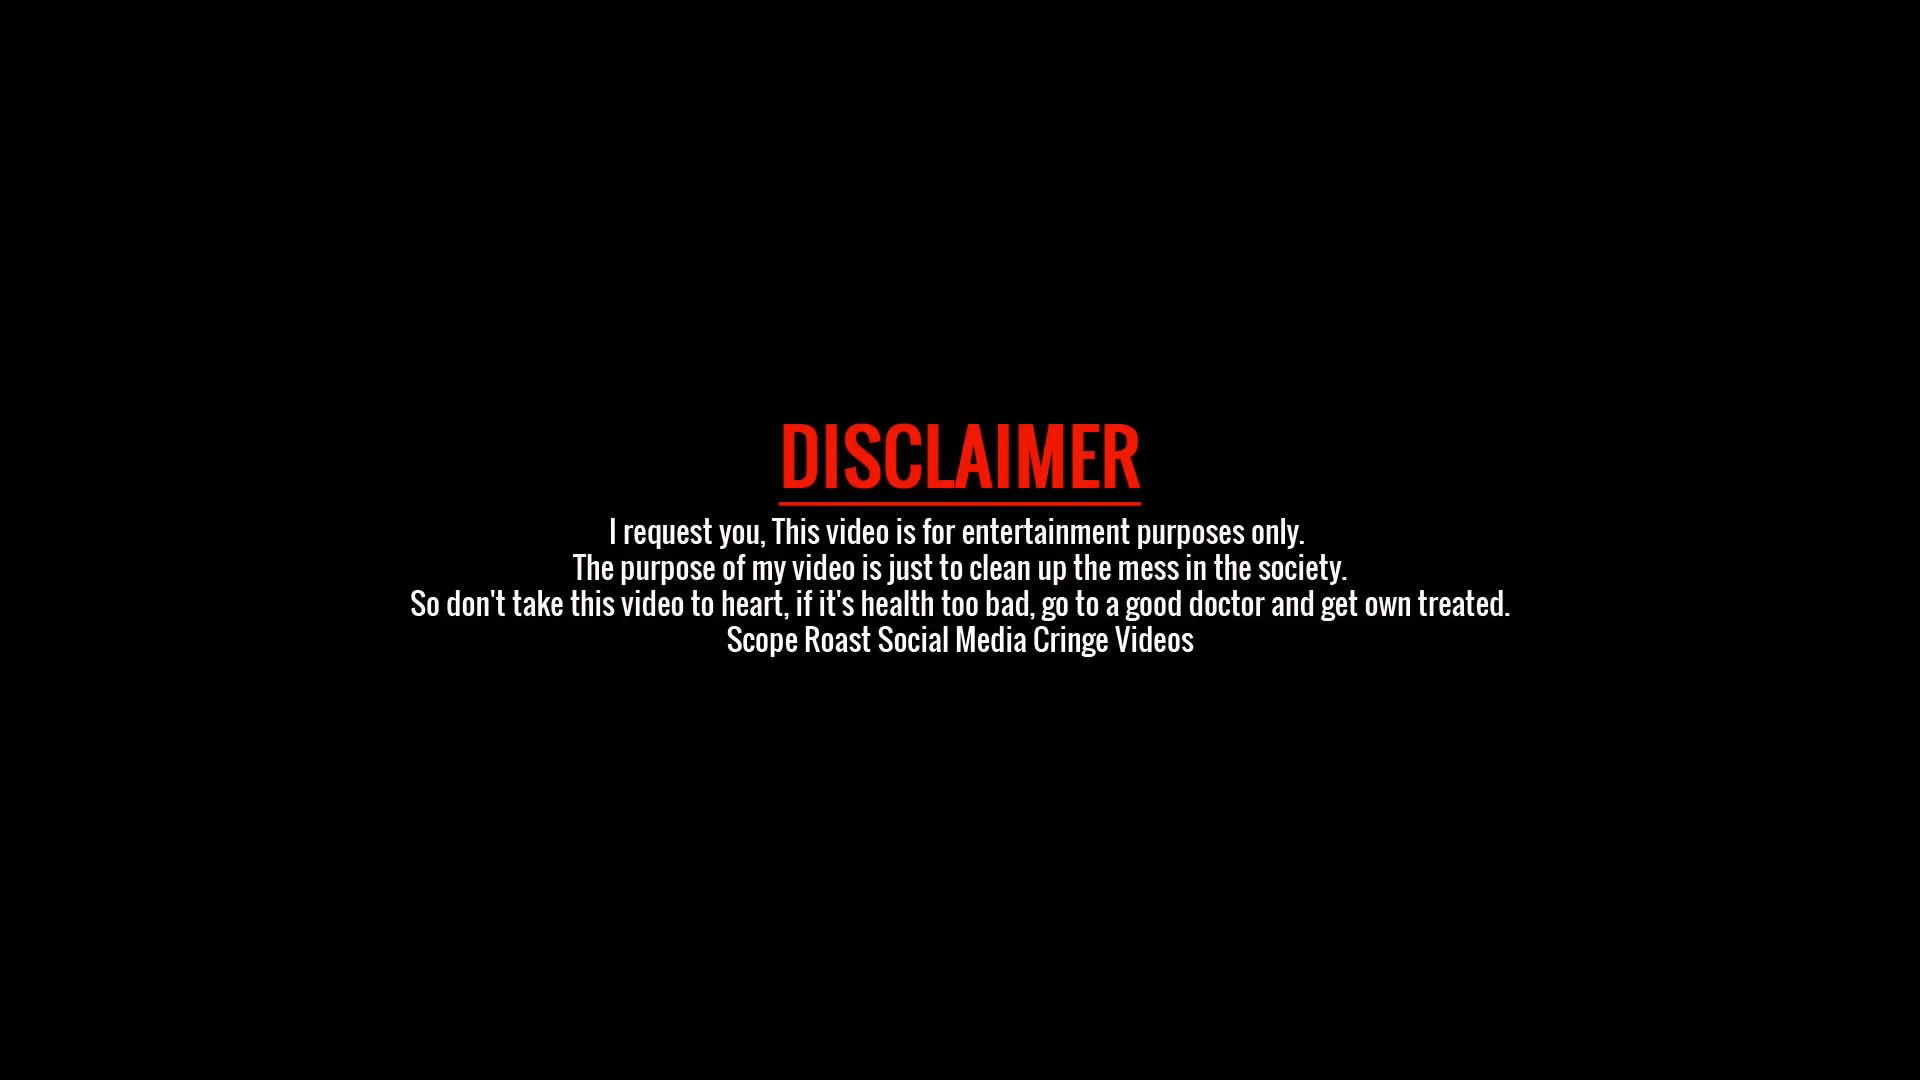 DISCLAIMER
I request you, This video is for entertainment purposes only.
The purpose of my video is just to clean up the mess in the society.
So don't take this video to heart, if it's health too bad, go to a good doctor and get own treated.
Scope Roast Social Media Cringe Videos